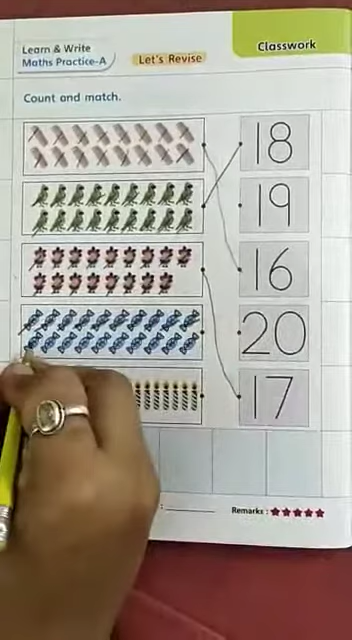 Learn & Write
Maths Practice-A
Let's Revise
Classwork
Count and match.
18
19
16
20
17
Remarks :